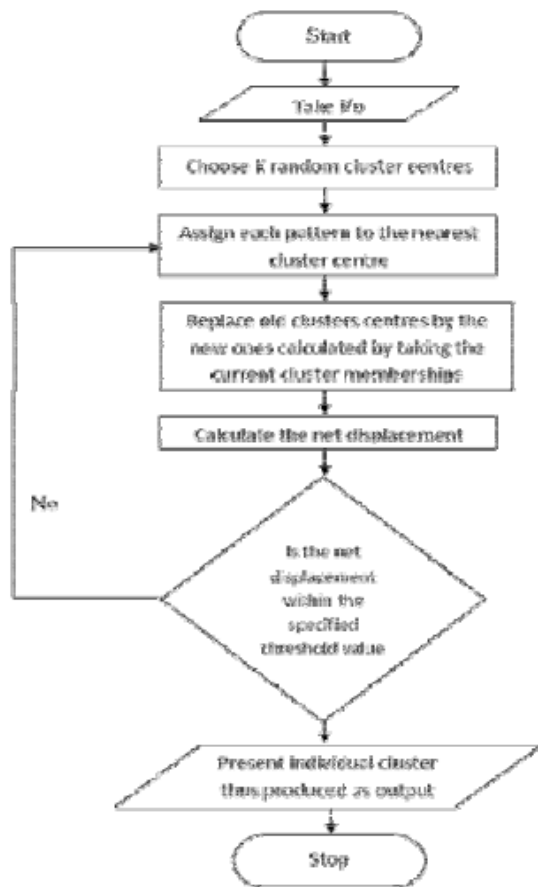 Start
Take I/p
Choose K random cluster centres
Assign each pattern to the nearest
cluster centre
Replace old clusters centres by the
new ones calculated by taking the
current cluster memberships
Calculate the net displacement
No
Is the net
displacement
within the
specified
threshold value
Present individual cluster
thus produced as output
Stop